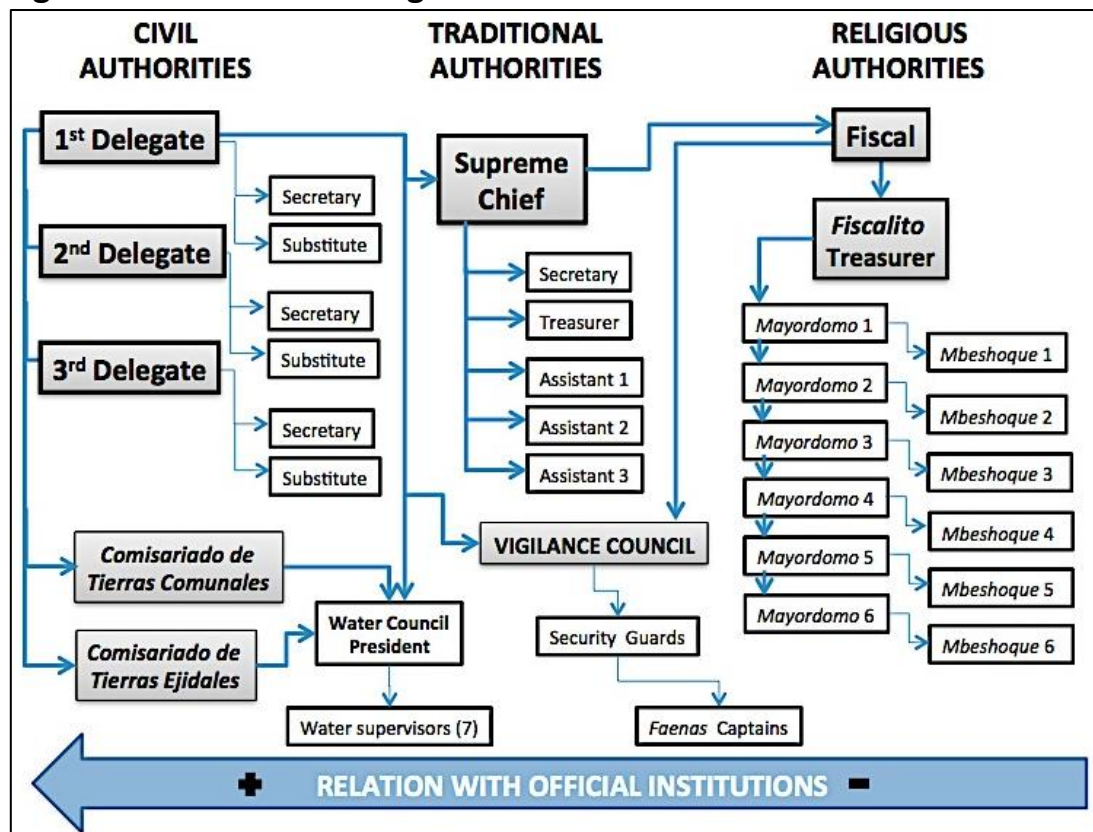 CIVIL
AUTHORITIES
TRADITIONAL
AUTHORITIES
RELIGIOUS
AUTHORITIES
1st Delegate
Secretary
Substitute
2nd Delegate
Secretary
Substitute
3rd Delegate
Secretary
Substitute
Comisariado de
Tierras Comunales
Comisariado de
Tierras Ejidales
Water Council
President
Water supervisors (7)
Supreme
Chief
Secretary
Treasurer
Assistant 1
Assistant 2
Assistant 3
VIGILANCE COUNCIL
Security Guards
Faenas Captains
Fiscal
Fiscalito
Treasurer
Mayordomo 1
Mbeshoque 1
Mayordomo 2
Mbeshoque 2
Mayordomo 3
Mbeshoque 3
Mayordomo 4
Mbeshoque 4
Mayordomo 5
Mbeshoque 5
Mayordomo 6
Mbeshoque 6
+ RELATION WITH OFFICIAL INSTITUTIONS -